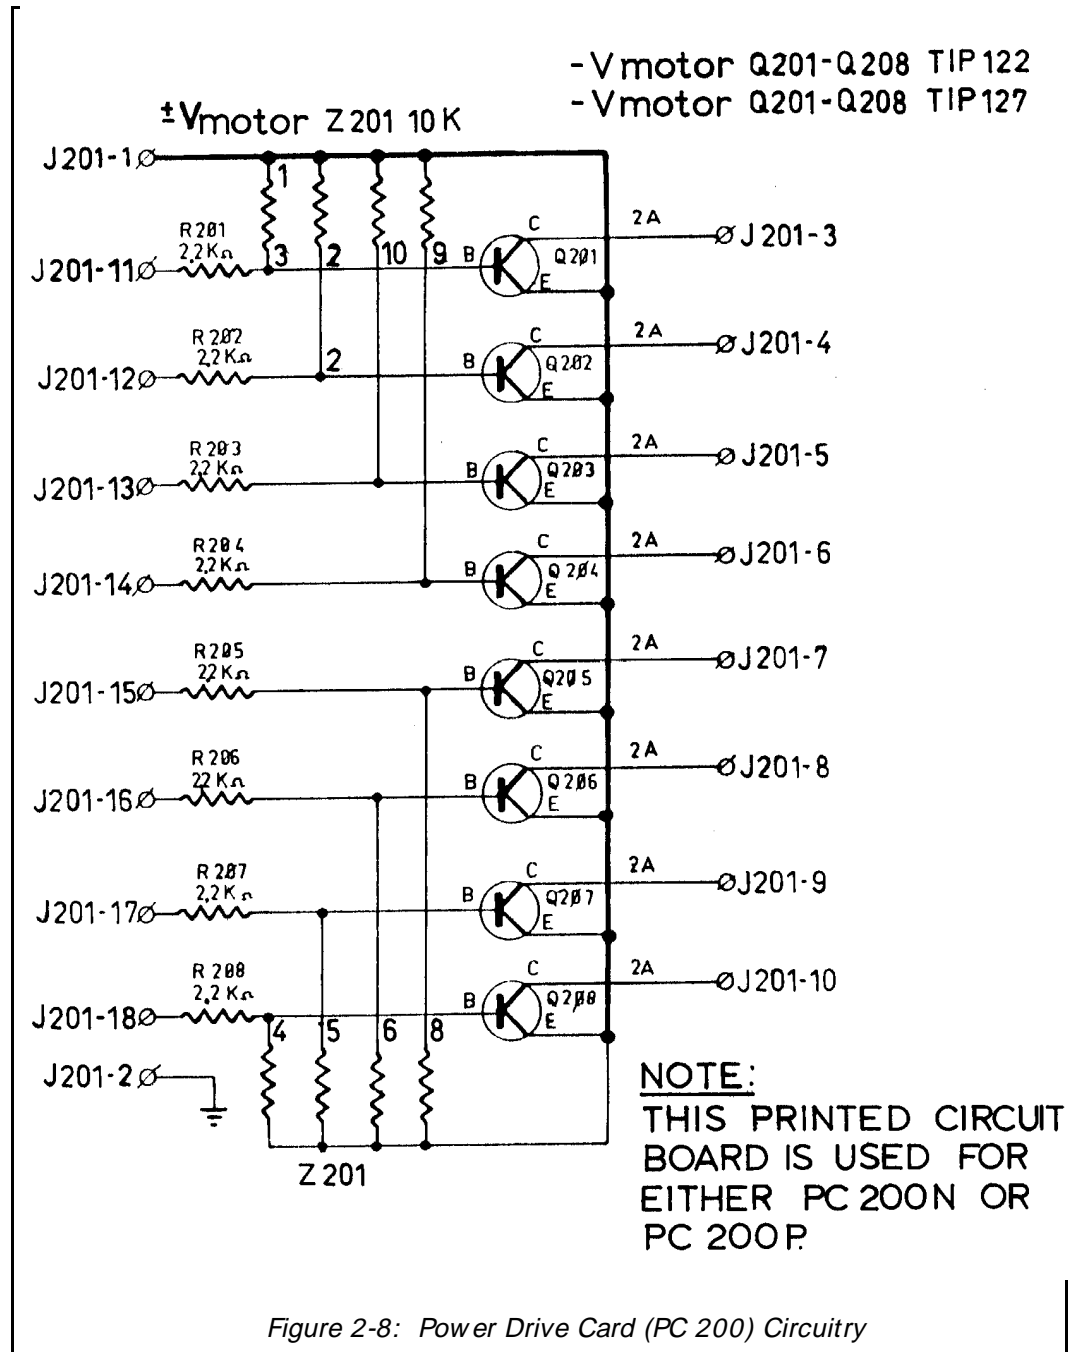 -Vmotor Q201-Q208 TIP122
-Vmotor Q201-Q208 TIP127
±Vmotor Z201 10K
J201-1
1
R201
2,2KΩ
C
2A
J201-3
J201-11
3
2
10
9
B
Q201
E
R202
2,2KΩ
C
2A
J201-4
J201-12
2
B
Q202
E
R203
2,2KΩ
C
2A
J201-5
J201-13
B
Q203
E
R204
2,2KΩ
C
2A
J201-6
J201-14
B
Q204
E
R205
22KΩ
C
2A
J201-7
J201-15
B
Q205
E
R206
22KΩ
C
2A
J201-8
J201-16
B
Q206
E
R207
2,2KΩ
C
2A
J201-9
J201-17
B
Q207
E
R208
2,2KΩ
C
2A
J201-10
J201-18
4
5
6
8
B
Q208
E
J201-2
Z201
NOTE:
THIS PRINTED CIRCUIT
BOARD IS USED FOR
EITHER PC200N OR
PC 200P.
Figure 2-8: Power Drive Card (PC 200) Circuitry